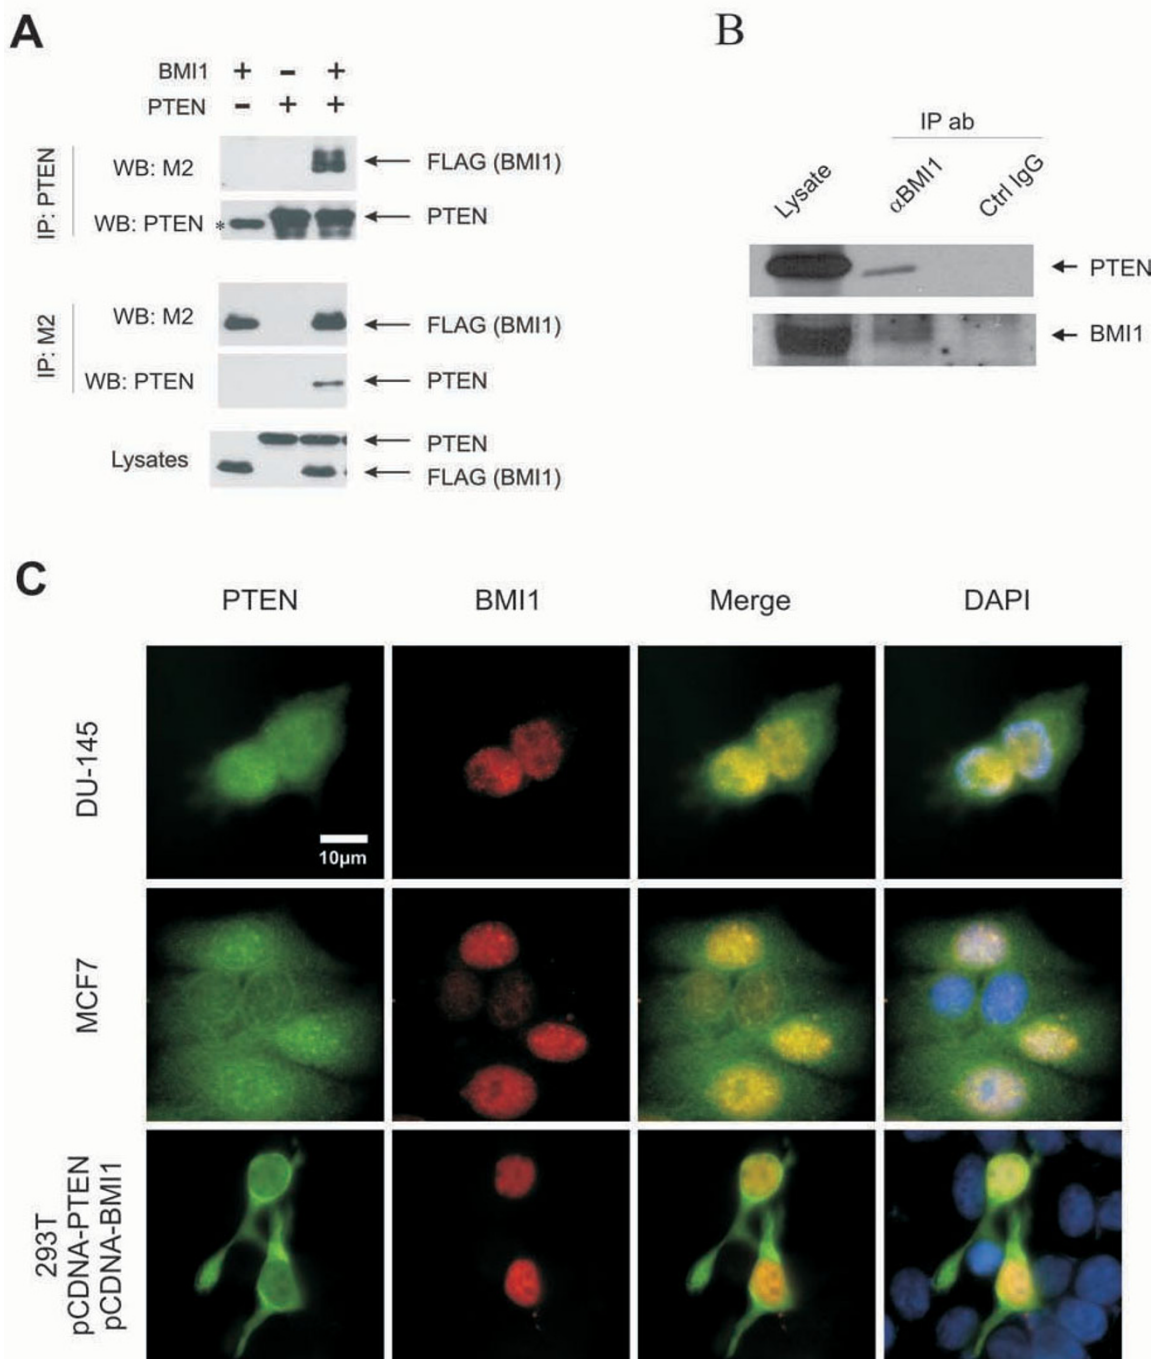 A
BMI1 + - +
PTEN - + +
IP: PTEN
WB: M2
FLAG (BMI1)
WB: PTEN
*
PTEN
IP: M2
WB: M2
FLAG (BMI1)
WB: PTEN
PTEN
Lysates
PTEN
FLAG (BMI1)
B
IP ab
Lysate
αBMI1
Ctrl IgG
PTEN
BMI1
C
PTEN BMI1 Merge DAPI
DU-145
10μm
MCF7
293T
pCDNA-PTEN
pCDNA-BMI1